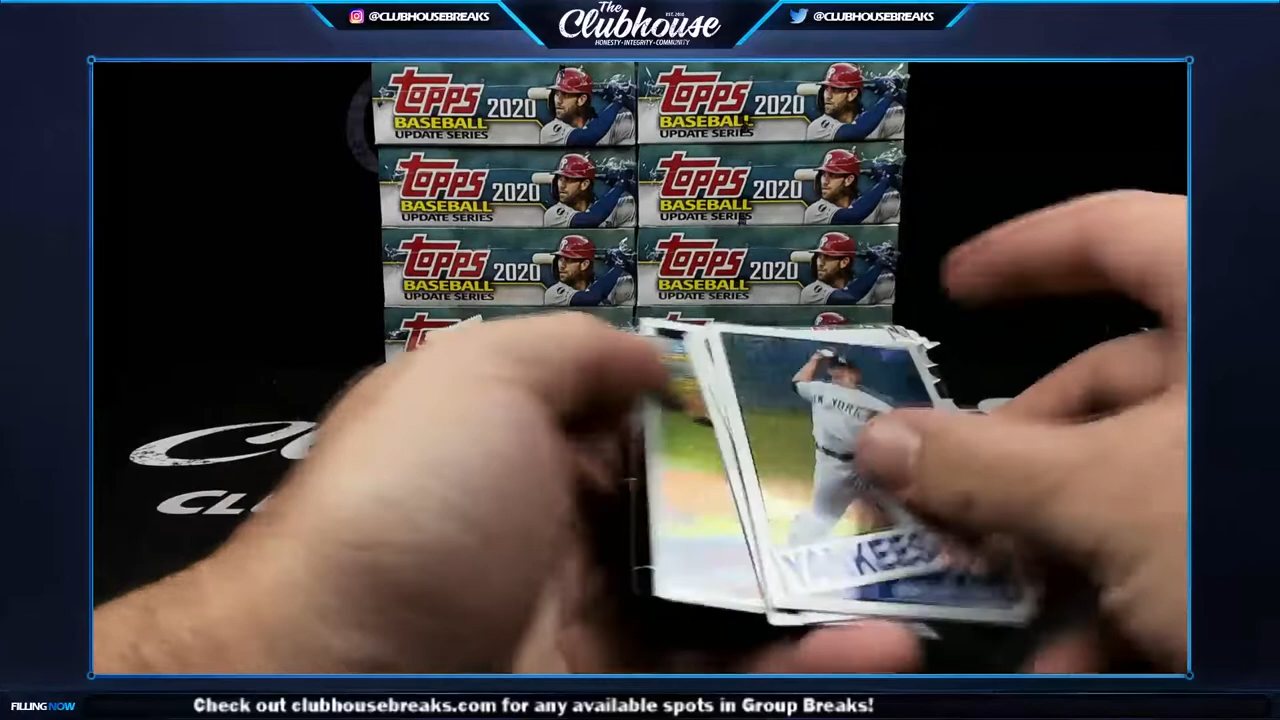 @CLUBHOUSEBREAKS
The
Clubhouse
EST. 2018
HONESTY • INTEGRITY • COMMUNITY
@CLUBHOUSEBREAKS
TOPPS 2020
BASEBALL
UPDATE SERIES
TOPPS 2020
BASEBALL
UPDATE SERIES
TOPPS 2020
BASEBALL
UPDATE SERIES
TOPPS 2020
BASEBALL
UPDATE SERIES
TOPPS 2020
BASEBALL
UPDATE SERIES
TOPPS 2020
BASEBALL
UPDATE SERIES
NEW YORK
YANKEES
FILLING NOW
Check out clubhousebreaks.com for any available spots in Group Breaks!